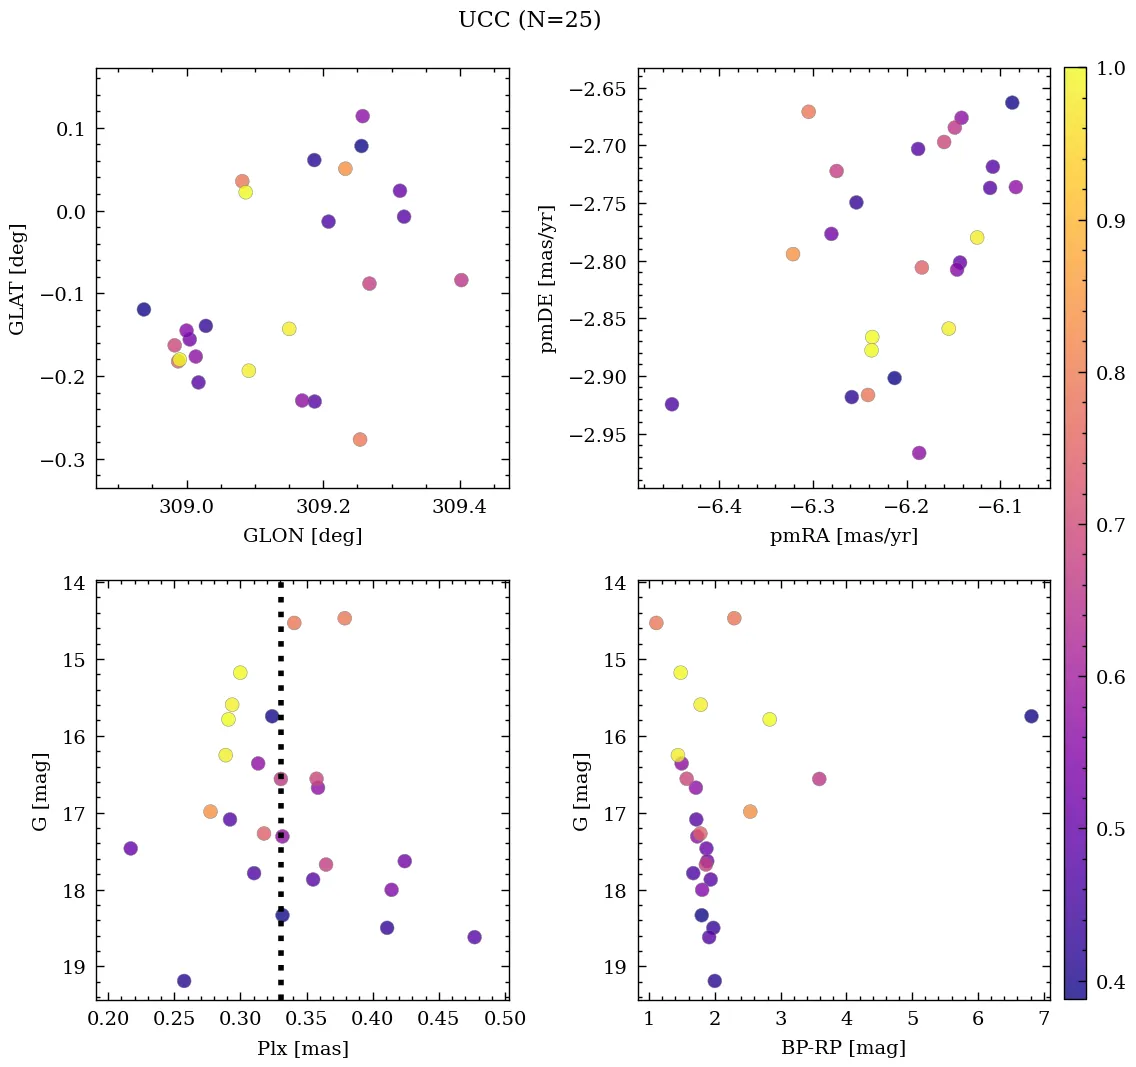 UCC (N=25)
0.1
0.0
−0.1
−0.2
−0.3
GLAT [deg]
309.0 309.2 309.4
GLON [deg]
−2.65
−2.70
−2.75
−2.80
−2.85
−2.90
−2.95
pmDE [mas/yr]
−6.4 −6.3 −6.2 −6.1
pmRA [mas/yr]
14
15
16
17
18
19
G [mag]
0.20 0.25 0.30 0.35 0.40 0.45 0.50
Plx [mas]
14
15
16
17
18
19
G [mag]
1 2 3 4 5 6 7
BP-RP [mag]
1.0
0.9
0.8
0.7
0.6
0.5
0.4